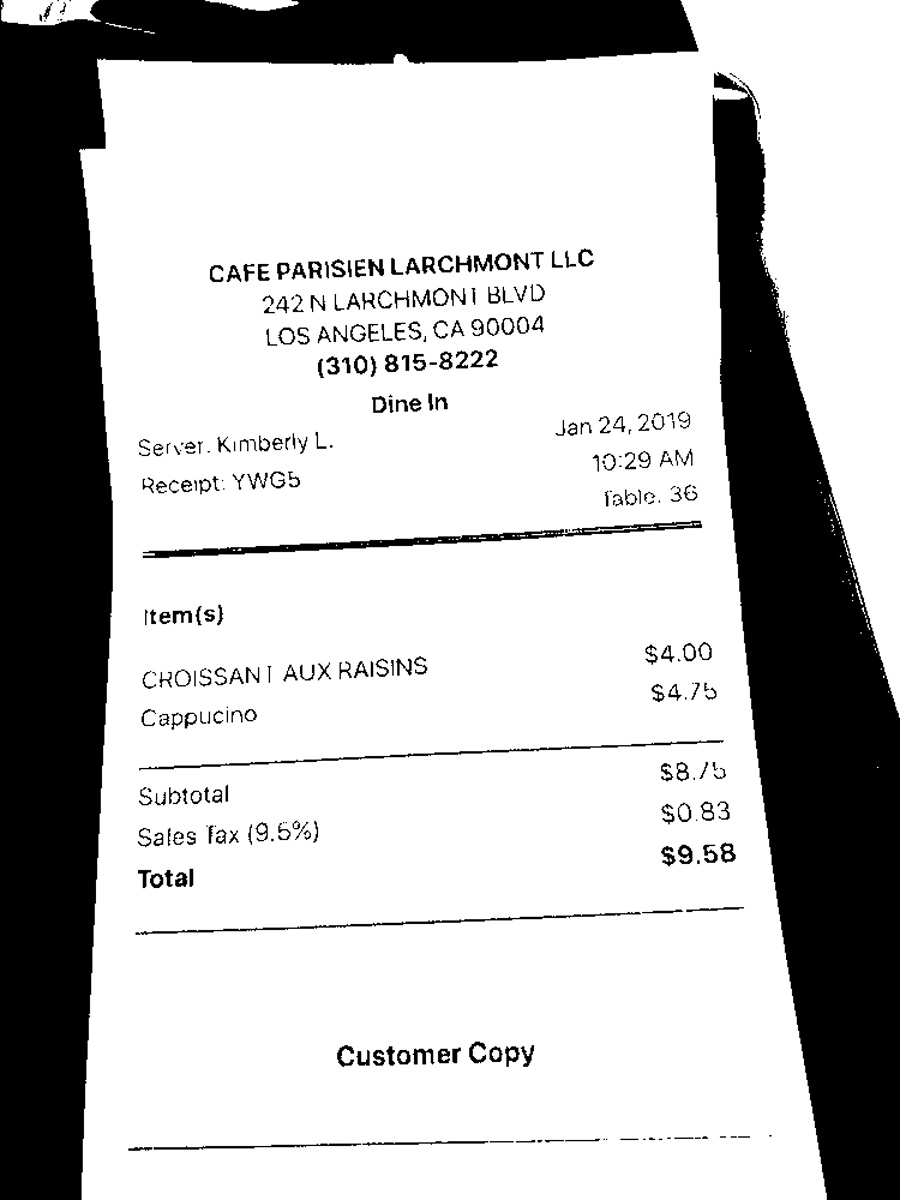 CAFE PARISIEN LARCHMONT LLC
242 N LARCHMONT BLVD
LOS ANGELES, CA 90004
(310) 815-8222
Dine In
Server: Kimberly L. Jan 24, 2019
Receipt: YWG5 10:29 AM
Table: 36
Item(s)
CROISSANT AUX RAISINS $4.00
Cappucino $4.75
Subtotal $8.75
Sales Tax (9.5%) $0.83
Total $9.58
Customer Copy